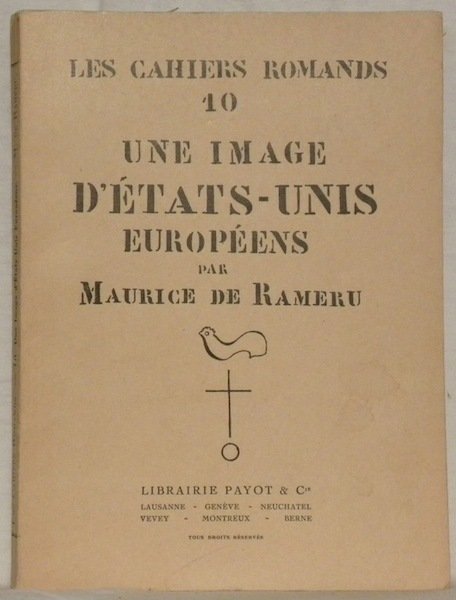 LES CAHIERS ROMANDS
10
UNE IMAGE
D'ÉTATS-UNIS
EUROPÉENS
PAR
MAURICE DE RAMERU
LIBRAIRIE PAYOT & Cie
LAUSANNE - GENÈVE - NEUCHATEL
VEVEY - MONTREUX - BERNE
TOUS DROITS RÉSERVÉS